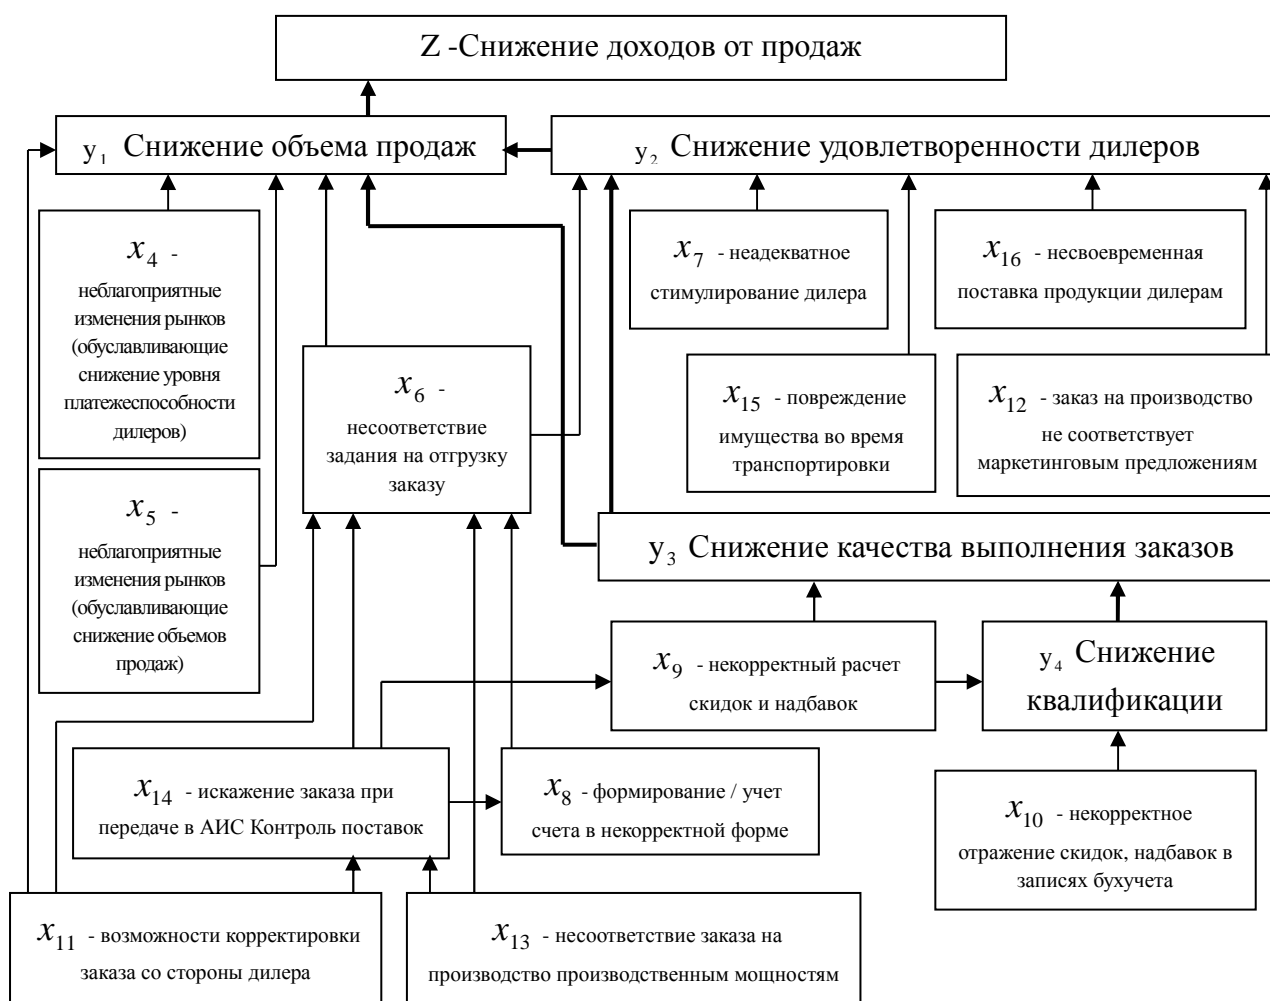 Z -Снижение доходов от продаж
y₁ Снижение объема продаж
y₂ Снижение удовлетворенности дилеров
x₄ -
неблагоприятные
изменения рынков
(обуславливающие
снижение уровня
платежеспособности
дилеров)
x₇ - неадекватное
стимулирование дилера
x₁₆ - несвоевременная
поставка продукции дилерам
x₆ -
несоответствие
задания на отгрузку
заказу
x₁₅ - повреждение
имущества во время
транспортировки
x₁₂ - заказ на производство
не соответствует
маркетинговым предложениям
x₅ -
неблагоприятные
изменения рынков
(обуславливающие
снижение объемов
продаж)
y₃ Снижение качества выполнения заказов
x₉ - некорректный расчет
скидок и надбавок
y₄ Снижение
квалификации
x₁₄ - искажение заказа при
передаче в АИС Контроль поставок
x₈ - формирование / учет
счета в некорректной форме
x₁₀ - некорректное
отражение скидок, надбавок в
записях бухучета
x₁₁ - возможности корректировки
заказа со стороны дилера
x₁₃ - несоответствие заказа на
производство производственным мощностям